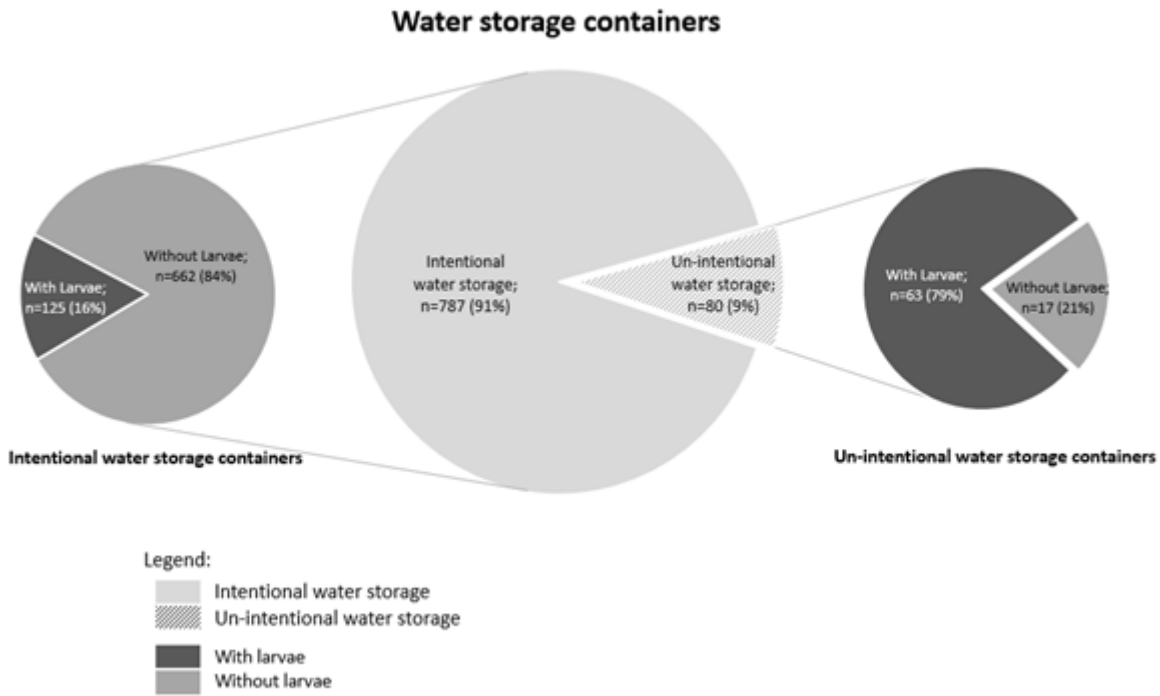 Water storage containers
Without Larvae;
n=662 (84%)
With Larvae;
n=125 (16%)
Intentional
water storage;
n=787 (91%)
Un-intentional
water storage;
n=80 (9%)
With Larvae;
n=63 (79%)
Without Larvae;
n=17 (21%)
Intentional water storage containers
Un-intentional water storage containers
Legend:
Intentional water storage
Un-intentional water storage
With larvae
Without larvae